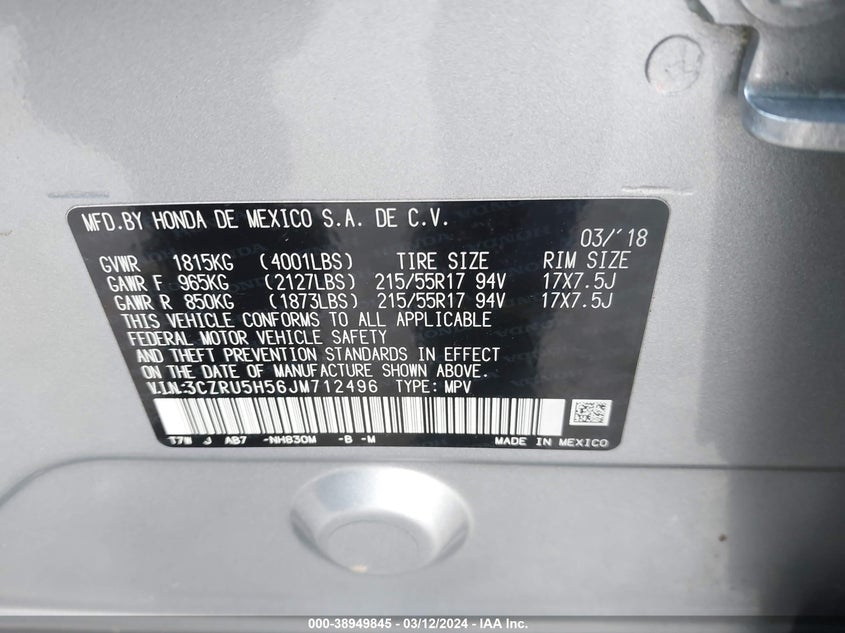 MFD.BY HONDA DE MEXICO S.A. DE C.V.
03/'18
GVWR 1815KG (4001LBS) TIRE SIZE RIM SIZE
GAWR F 965KG (2127LBS) 215/55R17 94V 17X7.5J
GAWR R 850KG (1873LBS) 215/55R17 94V 17X7.5J
THIS VEHICLE CONFORMS TO ALL APPLICABLE
FEDERAL MOTOR VEHICLE SAFETY
AND THEFT PREVENTION STANDARDS IN EFFECT
ON THE DATE OF MANUFACTURE SHOWN ABOVE.
V.I.N.:3CZRU5H56JM712496 TYPE: MPV
T7W J AB7 -NH830M -B -M
MADE IN MEXICO
000-38949845 - 03/12/2024 - IAA Inc.